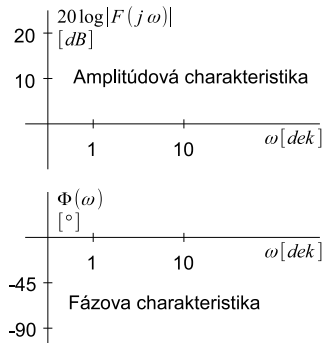 20log|F(jω)|
[dB]
20
10
Amplitúdová charakteristika
1
10
ω[dek]
Φ(ω)
[°]
1
10
ω[dek]
-45
Fázova charakteristika
-90